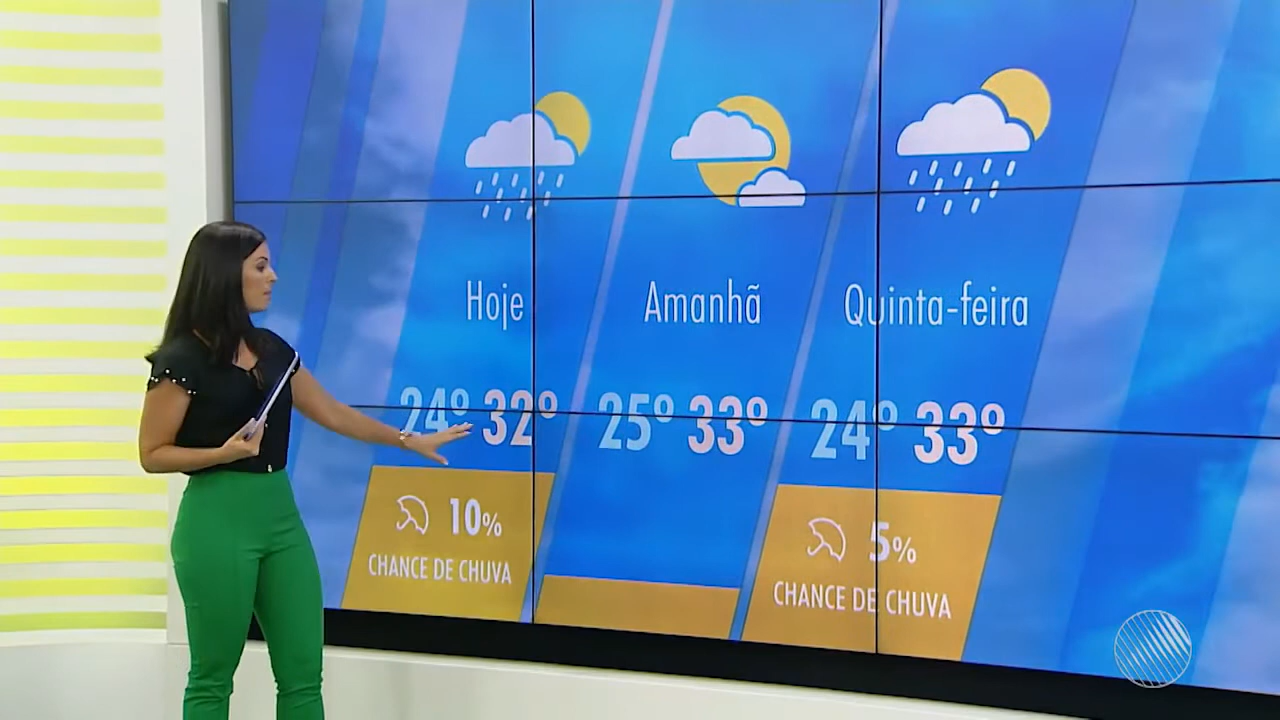 Hoje
Amanhã
Quinta-feira
24º 32º
25º 33º
24º 33º
10%
CHANCE DE CHUVA
5%
CHANCE DE CHUVA